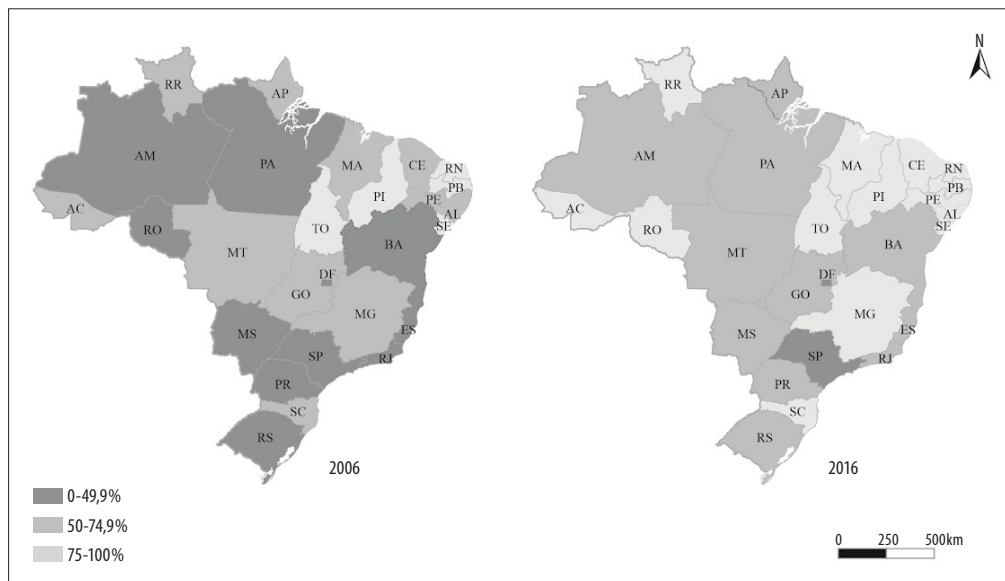 N
RR
AP
AM
PA
MA
CE
RN
PB
PI
PE
AL
SE
AC
TO
RO
BA
MT
DF
GO
MG
MS
ES
SP
RJ
PR
SC
RS
2006
RR
AP
AM
PA
MA
CE
RN
PB
PI
PE
AL
SE
AC
TO
RO
BA
MT
DF
GO
MG
MS
ES
SP
RJ
PR
SC
RS
2016
0-49,9%
50-74,9%
75-100%
0 250 500km